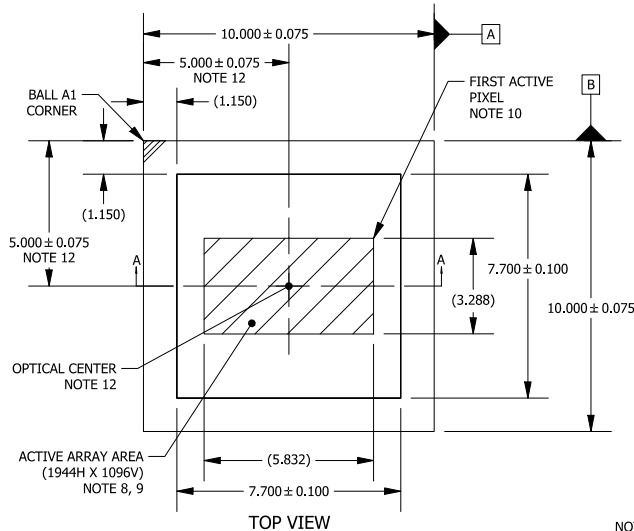 10.000 ± 0.075
A
5.000 ± 0.075
NOTE 12
BALL A1
CORNER
(1.150)
FIRST ACTIVE
PIXEL
NOTE 10
B
(1.150)
5.000 ± 0.075
NOTE 12
A
A
7.700 ± 0.100
(3.288)
10.000 ± 0.075
OPTICAL CENTER
NOTE 12
ACTIVE ARRAY AREA
(1944H X 1096V)
NOTE 8, 9
(5.832)
7.700 ± 0.100
TOP VIEW